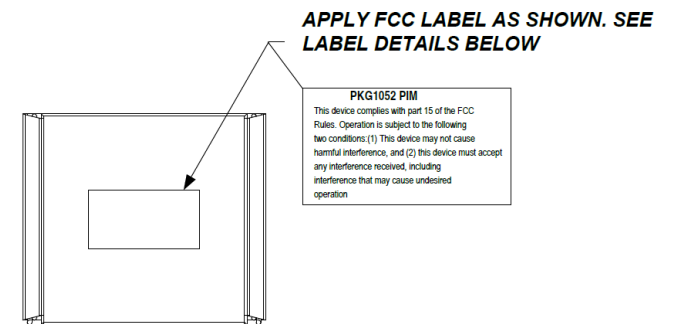 APPLY FCC LABEL AS SHOWN. SEE
LABEL DETAILS BELOW
PKG1052 PIM
This device complies with part 15 of the FCC
Rules. Operation is subject to the following
two conditions:(1) This device may not cause
harmful interference, and (2) this device must accept
any interference received, including
interference that may cause undesired
operation